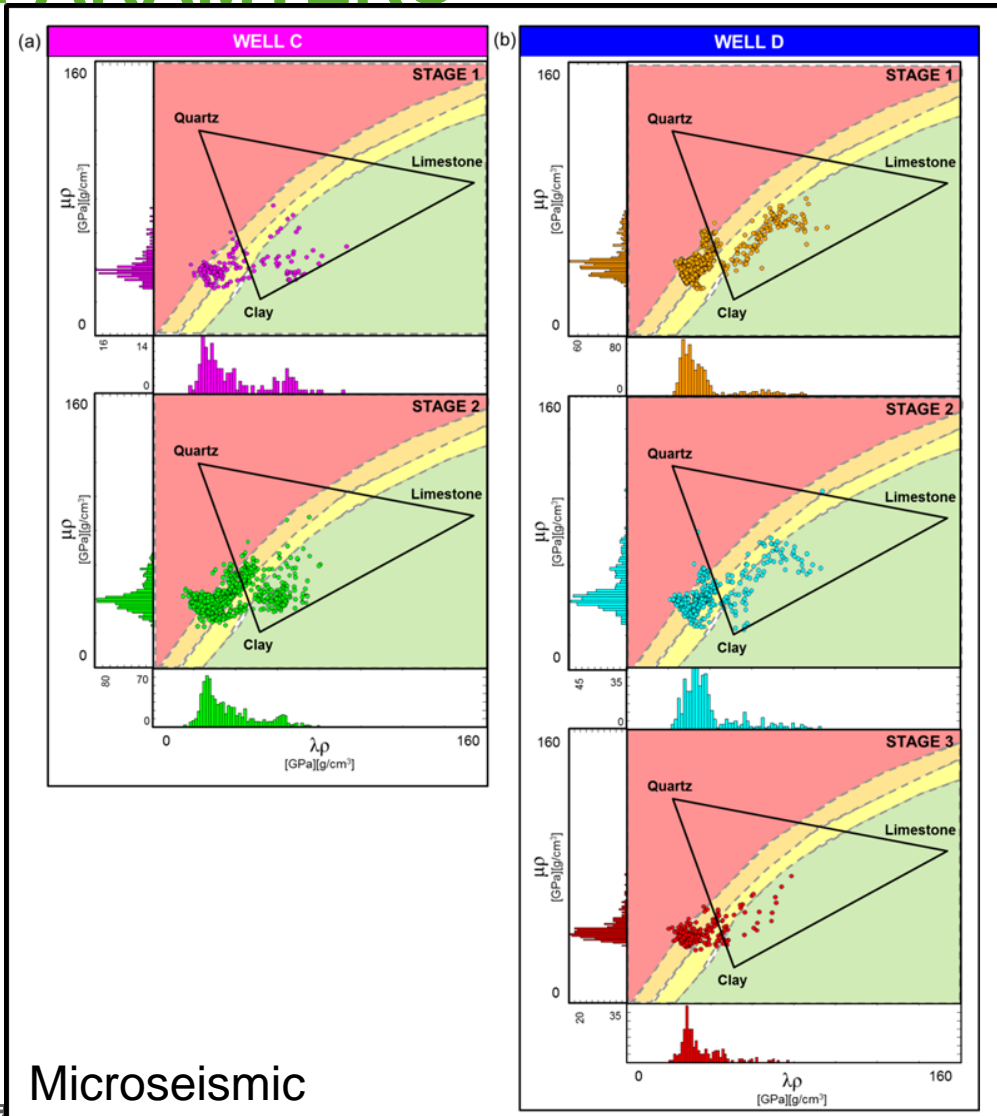 (a) WELL C
160
STAGE 1
Quartz
Limestone
μρ
[GPa][g/cm³]
Clay
0
16
14
0
160
STAGE 2
Quartz
Limestone
μρ
[GPa][g/cm³]
Clay
0
80
70
0
0 λρ 160
[GPa][g/cm³]
(b) WELL D
160
STAGE 1
Quartz
Limestone
μρ
[GPa][g/cm³]
Clay
0
60
80
0
160
STAGE 2
Quartz
Limestone
μρ
[GPa][g/cm³]
Clay
0
45
35
0
160
STAGE 3
Quartz
Limestone
μρ
[GPa][g/cm³]
Clay
0
20
35
0 λρ 160
[GPa][g/cm³]
Microseismic